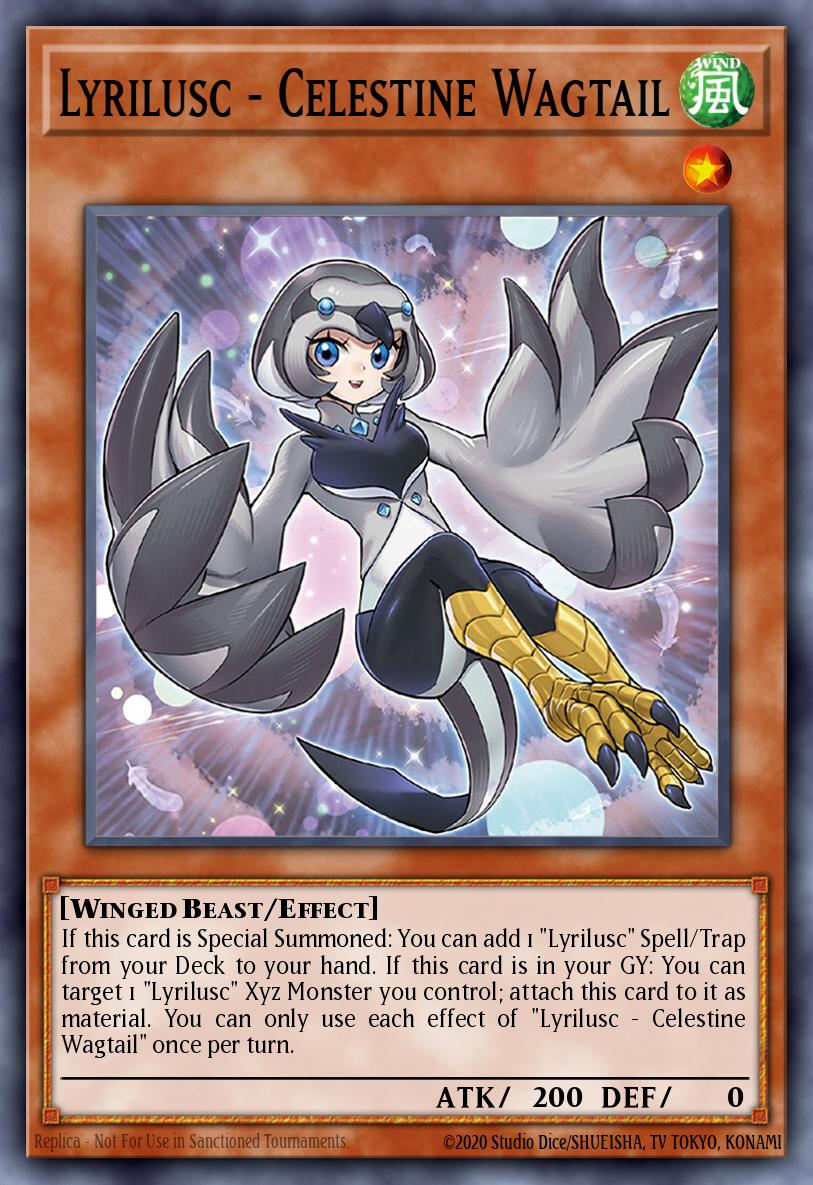 Lyrilusc - Celestine Wagtail
WIND
風
[Winged Beast/Effect]
If this card is Special Summoned: You can add 1 "Lyrilusc" Spell/Trap
from your Deck to your hand. If this card is in your GY: You can
target 1 "Lyrilusc" Xyz Monster you control; attach this card to it as
material. You can only use each effect of "Lyrilusc - Celestine
Wagtail" once per turn.
ATK/ 200 DEF/ 0
Replica - Not For Use in Sanctioned Tournaments.
©2020 Studio Dice/SHUEISHA, TV TOKYO, KONAMI